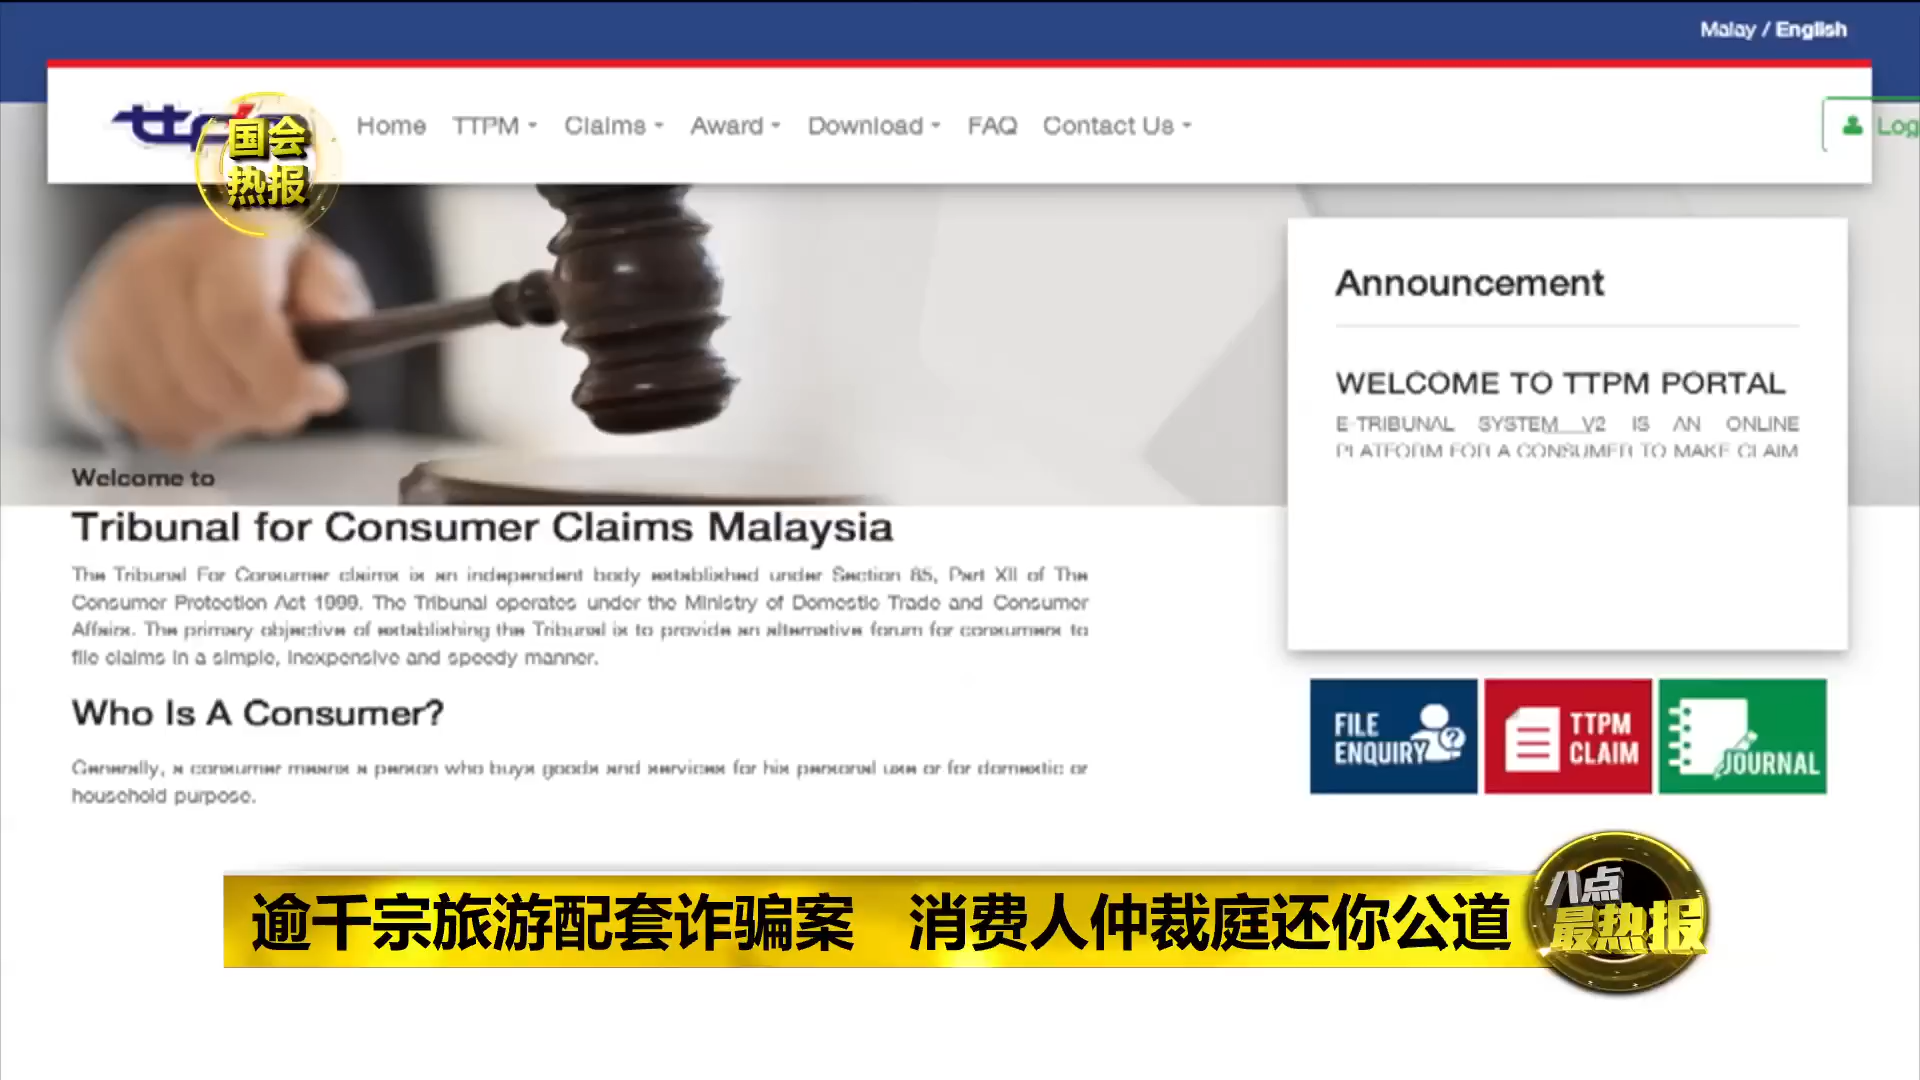 Malay / English
ttpm
国会
热报
Home TTPM Claims Award Download FAQ Contact Us
Log
Announcement
WELCOME TO TTPM PORTAL
E-TRIBUNAL SYSTEM V2 IS AN ONLINE
PLATFORM FOR A CONSUMER TO MAKE CLAIM
Welcome to
Tribunal for Consumer Claims Malaysia
The Tribunal For Consumer claims is an independent body established under Section 85, Part XII of The
Consumer Protection Act 1999. The Tribunal operates under the Ministry of Domestic Trade and Consumer
Affairs. The primary objective of establishing the Tribunal is to provide an alternative forum for consumers to
file claims in a simple, inexpensive and speedy manner.
Who Is A Consumer?
Generally, a consumer means a person who buys goods and services for his personal use or for domestic or
household purpose.
FILE
ENQUIRY
TTPM
CLAIM
JOURNAL
逾千宗旅游配套诈骗案 消费人仲裁庭还你公道
八点
最热报